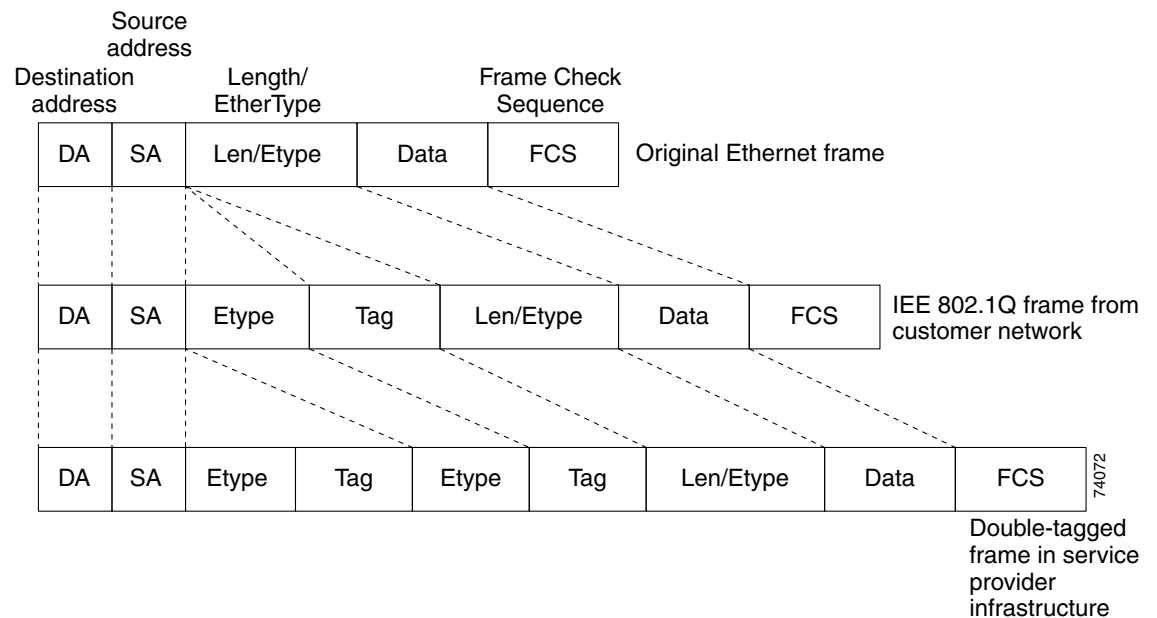 Source
address
Destination
address
Length/
EtherType
Frame Check
Sequence
DA SA Len/Etype Data FCS Original Ethernet frame
DA SA Etype Tag Len/Etype Data FCS
IEE 802.1Q frame from
customer network
DA SA Etype Tag Etype Tag Len/Etype Data FCS
74072
Double-tagged
frame in service
provider
infrastructure